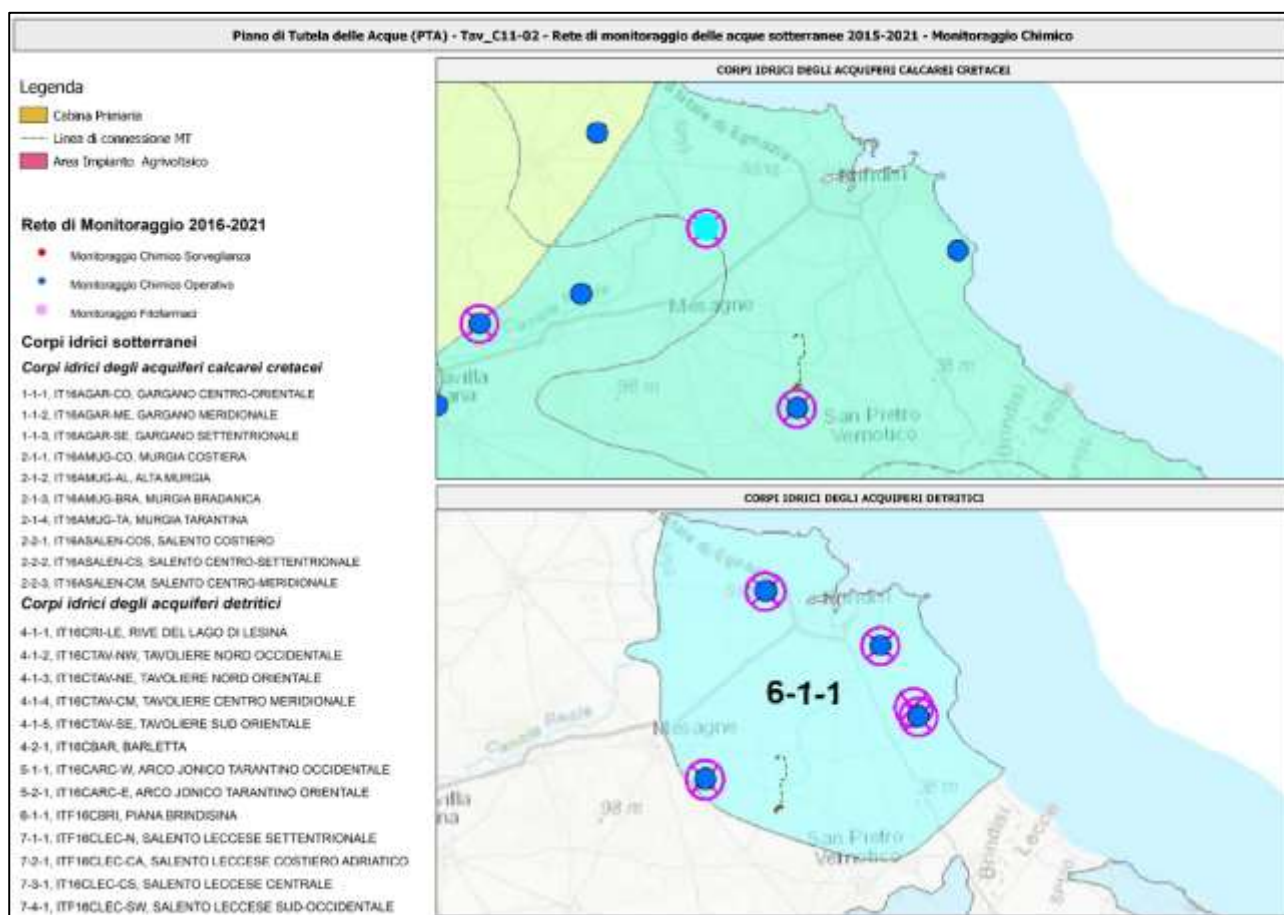 Piano di Tutela delle Acque (PTA) - Tav_C11-02 - Rete di monitoraggio delle acque sotterranee 2015-2021 - Monitoraggio Chimico
Legenda
Cabina Primaria
Linea di connessione MT
Area Impianto Agrivoltaico
Rete di Monitoraggio 2016-2021
Monitoraggio Chimico Sorveglianza
Monitoraggio Chimico Operativo
Monitoraggio Fitofarmaci
Corpi idrici sotterranei
Corpi idrici degli acquiferi calcarei cretacei
1-1-1, IT16AGAR-CO, GARGANO CENTRO-ORIENTALE
1-1-2, IT16AGAR-ME, GARGANO MERIDIONALE
1-1-3, IT16AGAR-SE, GARGANO SETTENTRIONALE
2-1-1, IT16AMUG-CO, MURGIA COSTIERA
2-1-2, IT16AMUG-AL, ALTA MURGIA
2-1-3, IT16AMUG-BRA, MURGIA BRADANICA
2-1-4, IT16AMUG-TA, MURGIA TARANTINA
2-2-1, IT16ASALEN-COS, SALENTO COSTIERO
2-2-2, IT16ASALEN-CS, SALENTO CENTRO-SETTENTRIONALE
2-2-3, IT16ASALEN-CM, SALENTO CENTRO-MERIDIONALE
Corpi idrici degli acquiferi detritici
4-1-1, IT16CRI-LE, RIVE DEL LAGO DI LESINA
4-1-2, IT16CTAV-NW, TAVOLIERE NORD OCCIDENTALE
4-1-3, IT16CTAV-NE, TAVOLIERE NORD ORIENTALE
4-1-4, IT16CTAV-CM, TAVOLIERE CENTRO MERIDIONALE
4-1-5, IT16CTAV-SE, TAVOLIERE SUD ORIENTALE
4-2-1, IT16CBAR, BARLETTA
5-1-1, IT16CARC-W, ARCO JONICO TARANTINO OCCIDENTALE
5-2-1, IT16CARC-E, ARCO JONICO TARANTINO ORIENTALE
6-1-1, ITF16CBRI, PIANA BRINDISINA
7-1-1, ITF16CLEC-N, SALENTO LECCESE SETTENTRIONALE
7-2-1, ITF16CLEC-CA, SALENTO LECCESE COSTIERO ADRIATICO
7-3-1, IT16CLEC-CS, SALENTO LECCESE CENTRALE
7-4-1, ITF16CLEC-SW, SALENTO LECCESE SUD-OCCIDENTALE
CORPI IDRICI DEGLI ACQUIFERI CALCAREI CRETACEI
Brindisi
Mesagne
Canale Reale
98 m
38 m
San Pietro
Vernotico
Brindisi
Lecce
CORPI IDRICI DEGLI ACQUIFERI DETRITICI
Brindisi
6-1-1
Mesagne
Canale Reale
98 m
38 m
San Pietro
Vernotico
Brindisi
Lecce